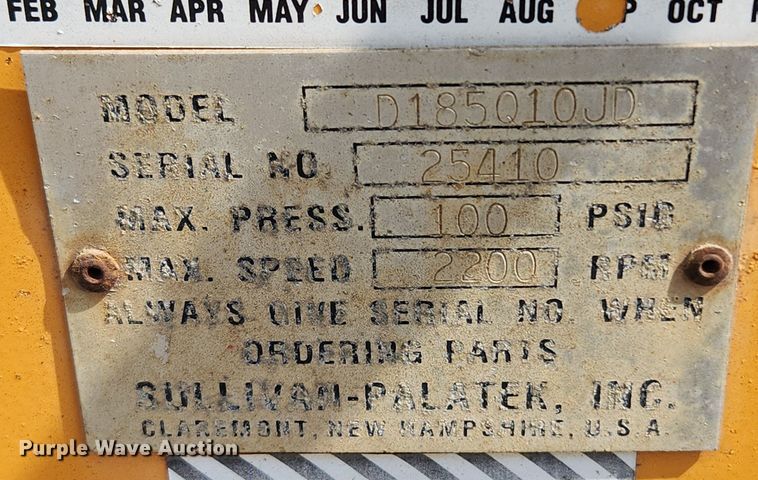 FEB MAR APR MAY JUN JUL AUG P OCT
MODEL D185Q10JD
SERIAL NO. 25410
MAX. PRESS. 100 PSIG
MAX. SPEED 2200 RPM
ALWAYS GIVE SERIAL NO. WHEN
ORDERING PARTS
SULLIVAN-PALATEK, INC.
CLAREMONT, NEW HAMPSHIRE, U.S.A.
Purple Wave Auction